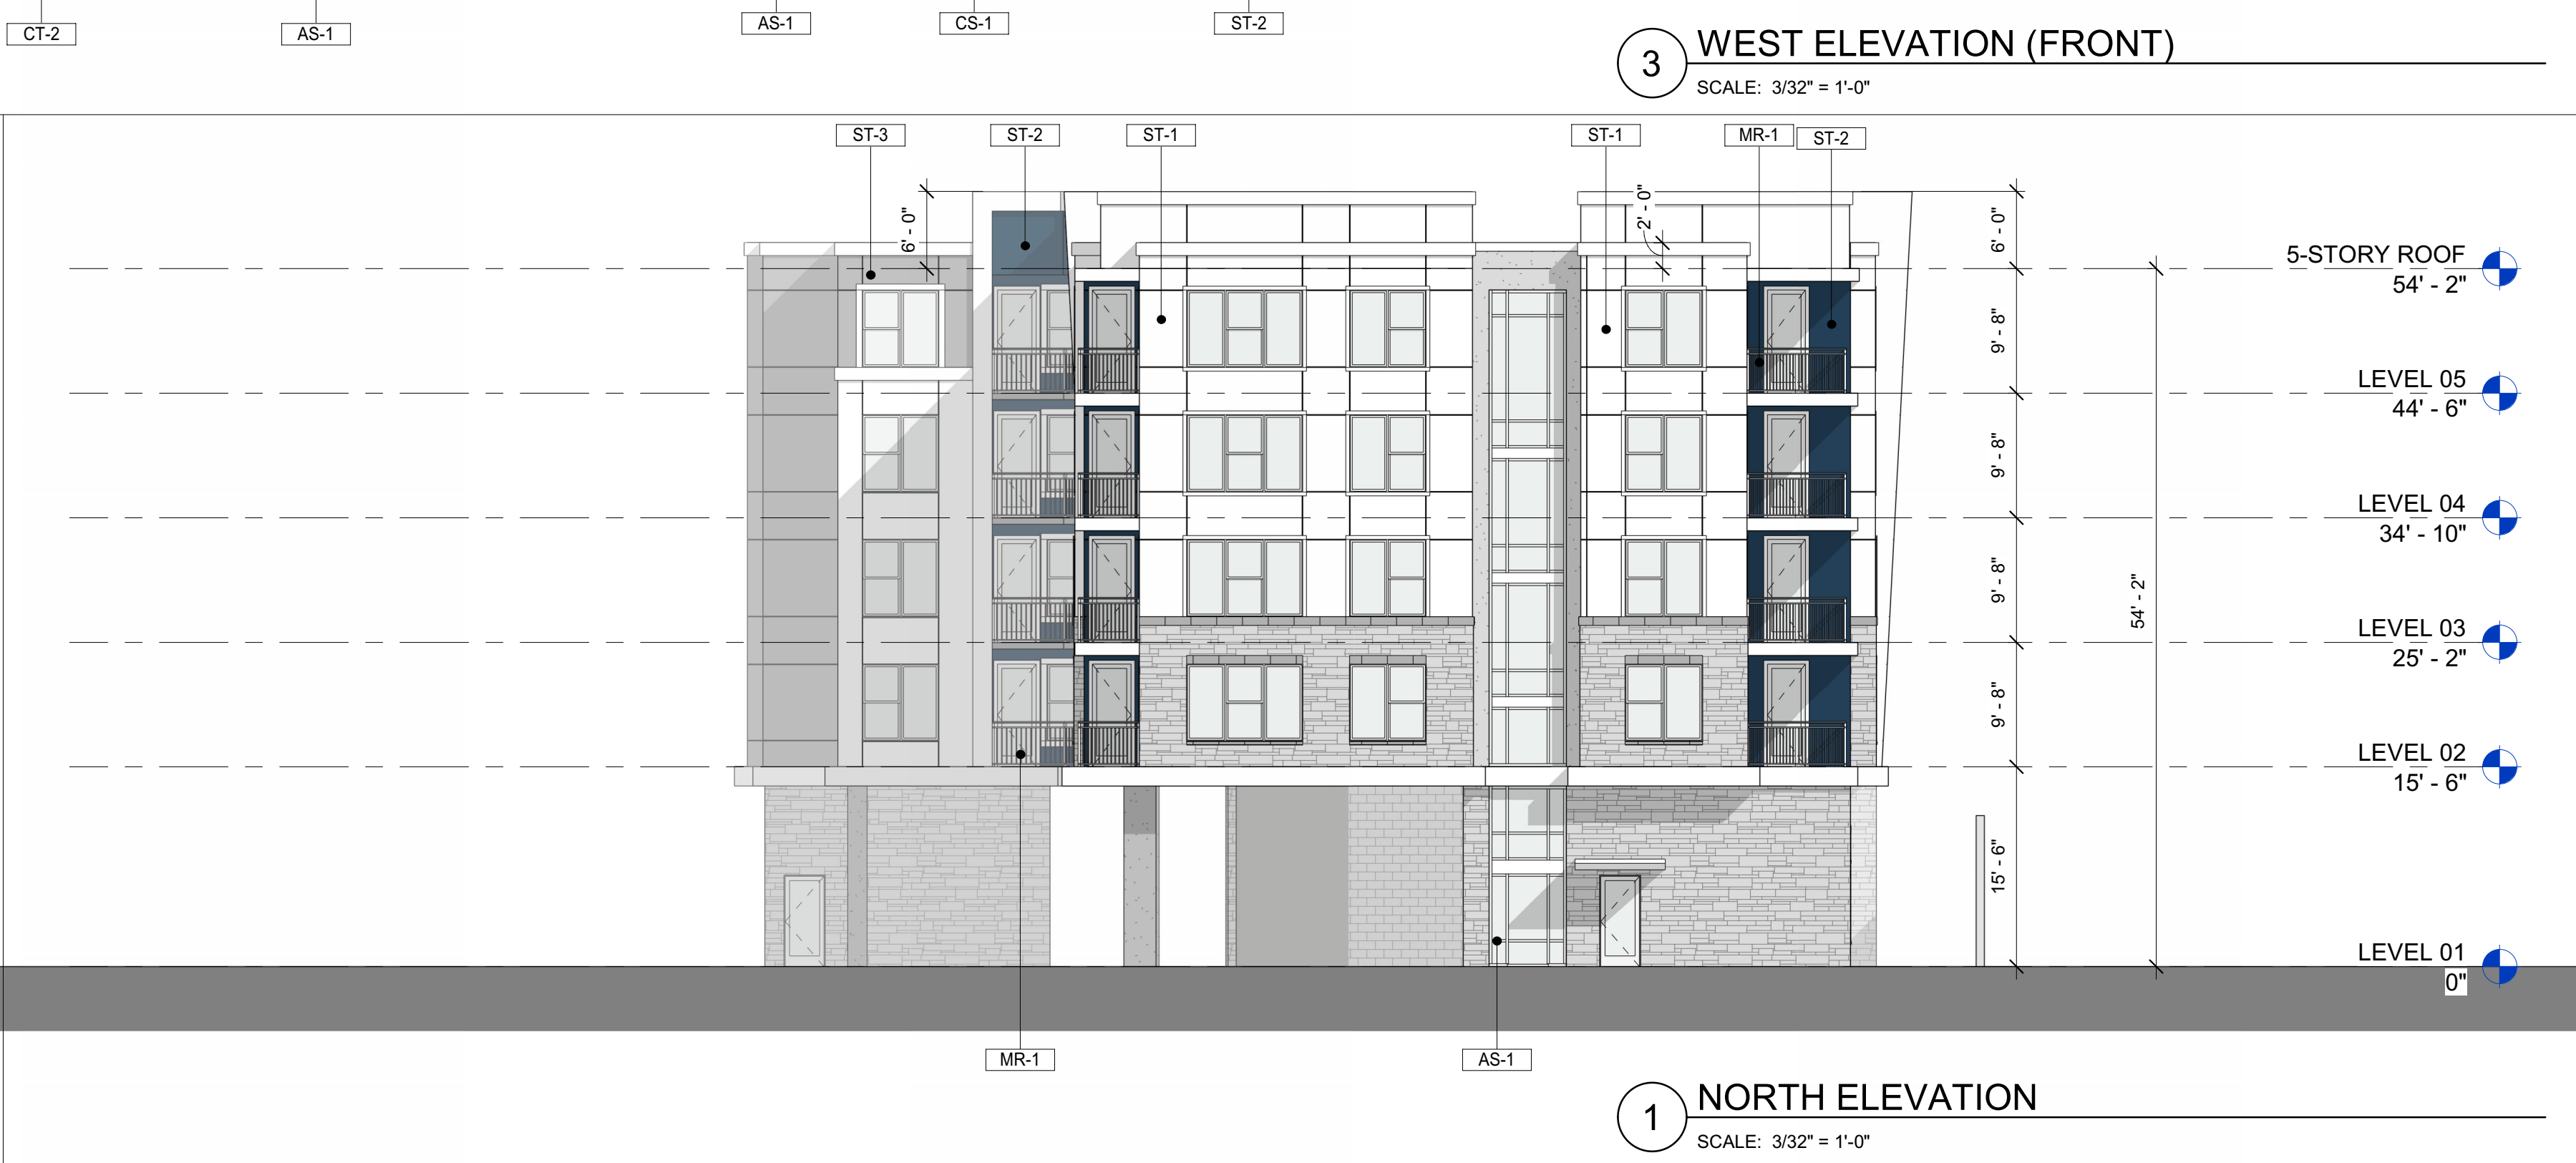 CT-2
AS-1
AS-1
CS-1
ST-2
3
WEST ELEVATION (FRONT)
SCALE: 3/32" = 1'-0"
ST-3
ST-2
ST-1
ST-1
MR-1
ST-2
6' - 0"
2' - 0"
6' - 0"
5-STORY ROOF
54' - 2"
9' - 8"
LEVEL 05
44' - 6"
9' - 8"
LEVEL 04
34' - 10"
9' - 8"
54' - 2"
LEVEL 03
25' - 2"
9' - 8"
LEVEL 02
15' - 6"
15' - 6"
LEVEL 01
0"
MR-1
AS-1
1
NORTH ELEVATION
SCALE: 3/32" = 1'-0"